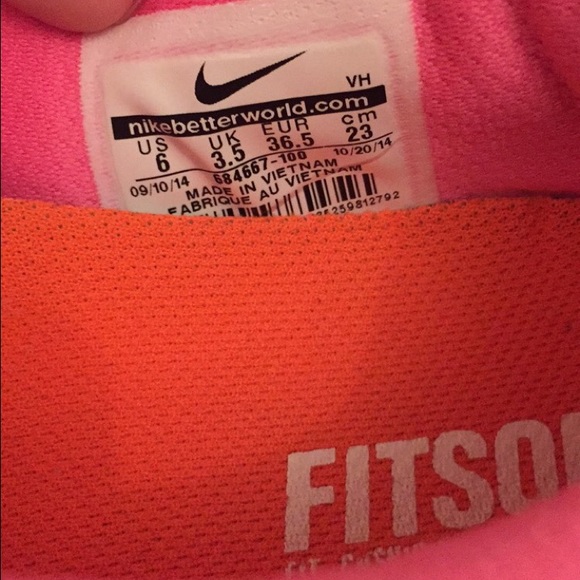 VH
nikebetterworld.com
US UK EUR cm
6 3.5 36.5 23
09/10/14 684667-100 10/20/14
MADE IN VIETNAM
FABRIQUE AU VIETNAM
259812792
FITSO